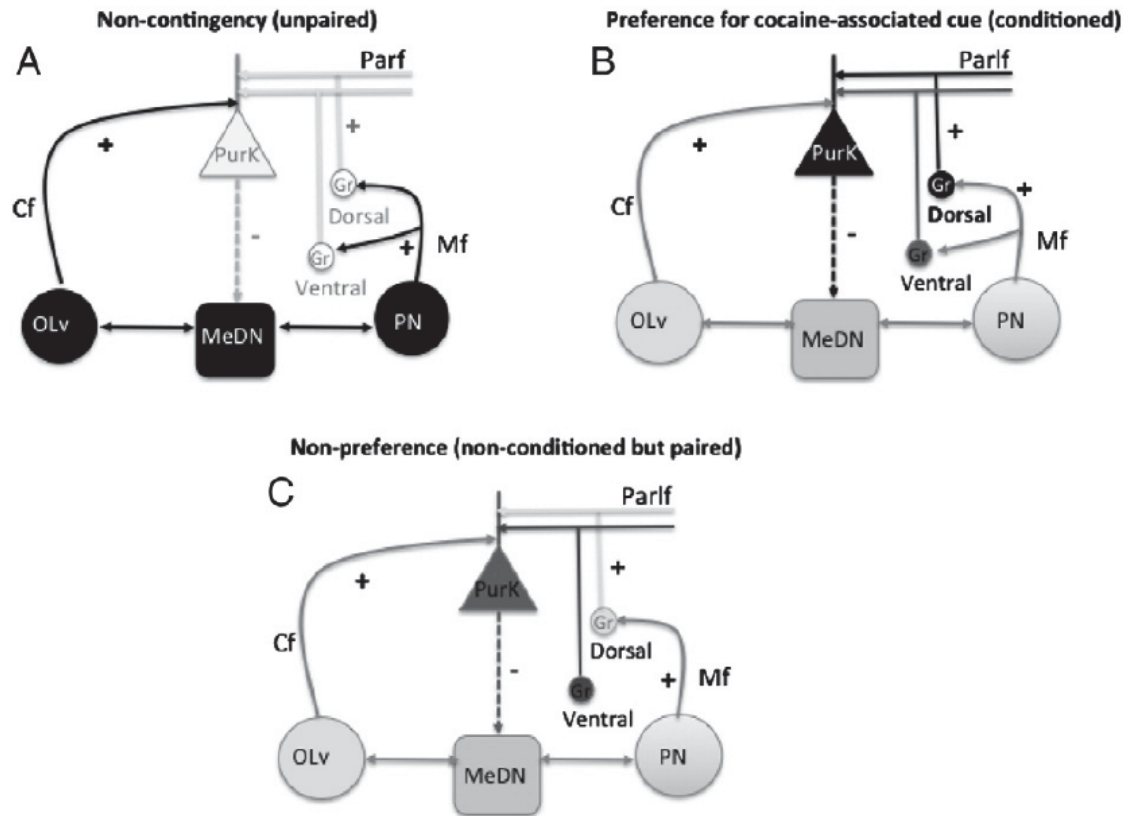 Non-contingency (unpaired)
A
Parf
+
PurK
+
Gr
Dorsal
Cf
-
+
Mf
Gr
Ventral
OLv
MeDN
PN
Preference for cocaine-associated cue (conditioned)
B
Parlf
+
PurK
+
Gr
+
Dorsal
Cf
-
Mf
Gr
Ventral
OLv
MeDN
PN
Non-preference (non-conditioned but paired)
C
Parlf
+
PurK
+
Gr
Dorsal
Cf
-
+
Mf
Gr
Ventral
OLv
MeDN
PN